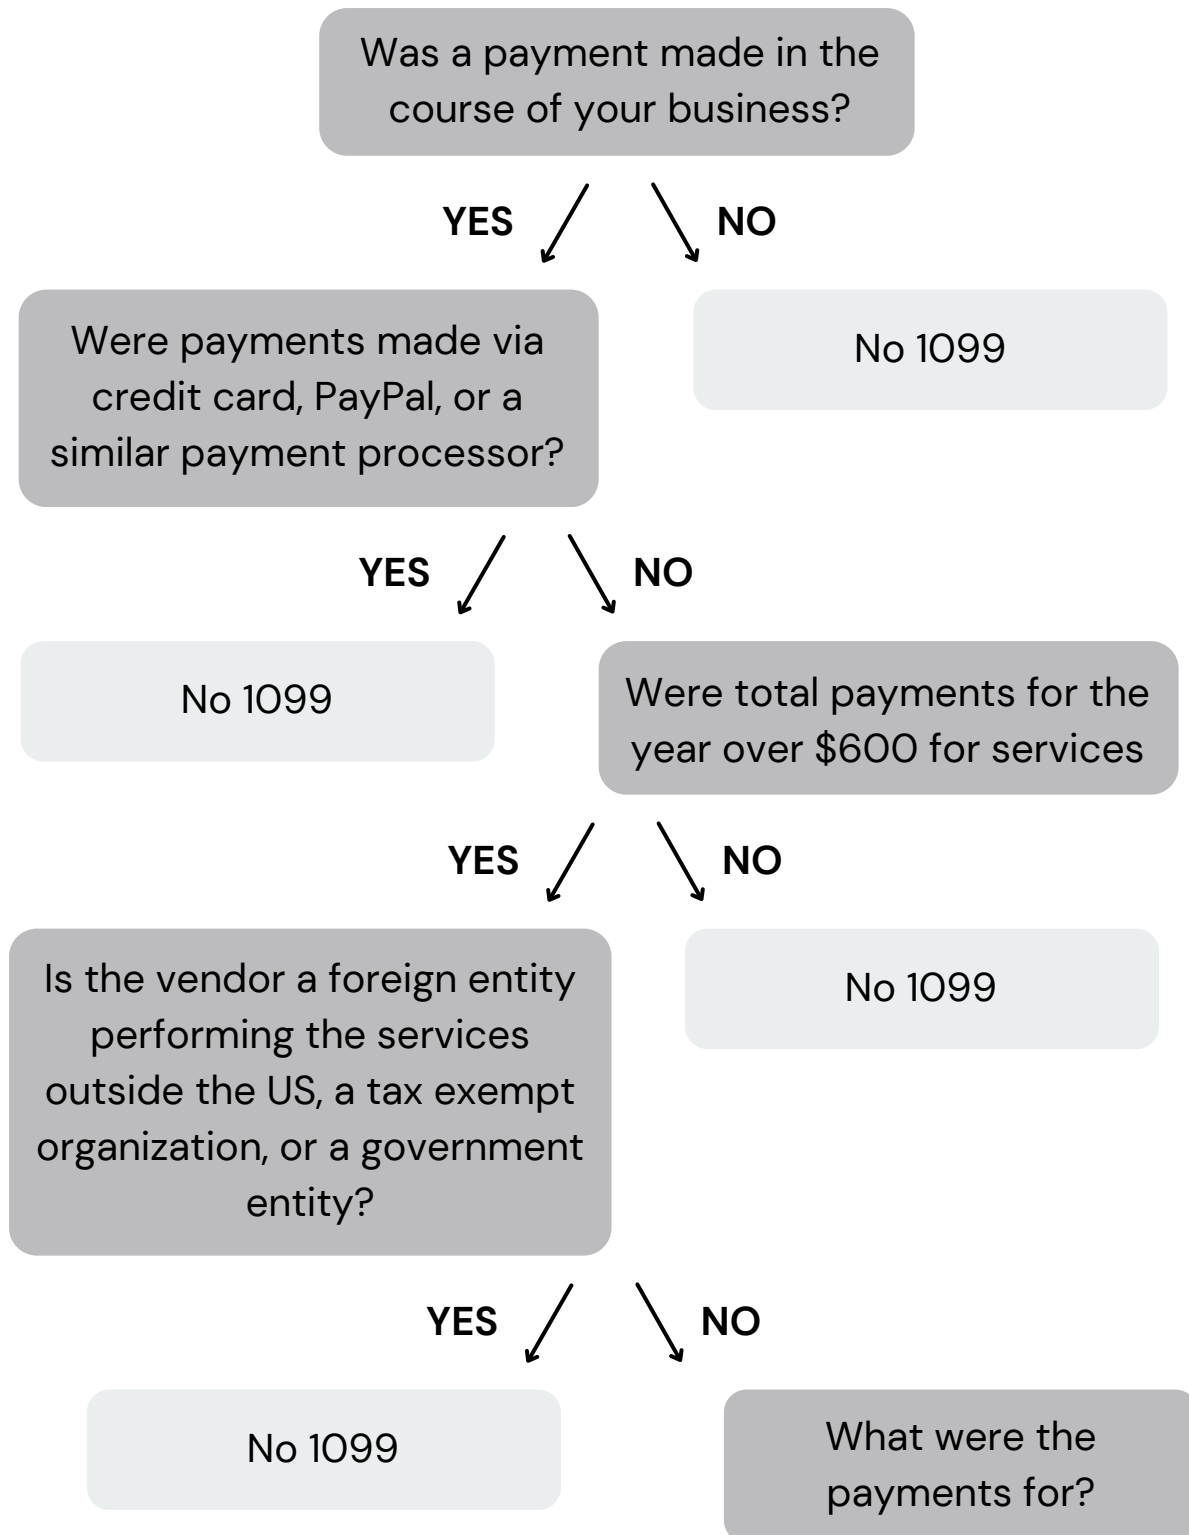 Was a payment made in the
course of your business?
YES
NO
Were payments made via
credit card, PayPal, or a
similar payment processor?
No 1099
YES
NO
No 1099
Were total payments for the
year over $600 for services
YES
NO
Is the vendor a foreign entity
performing the services
outside the US, a tax exempt
organization, or a government
entity?
No 1099
YES
NO
No 1099
What were the
payments for?